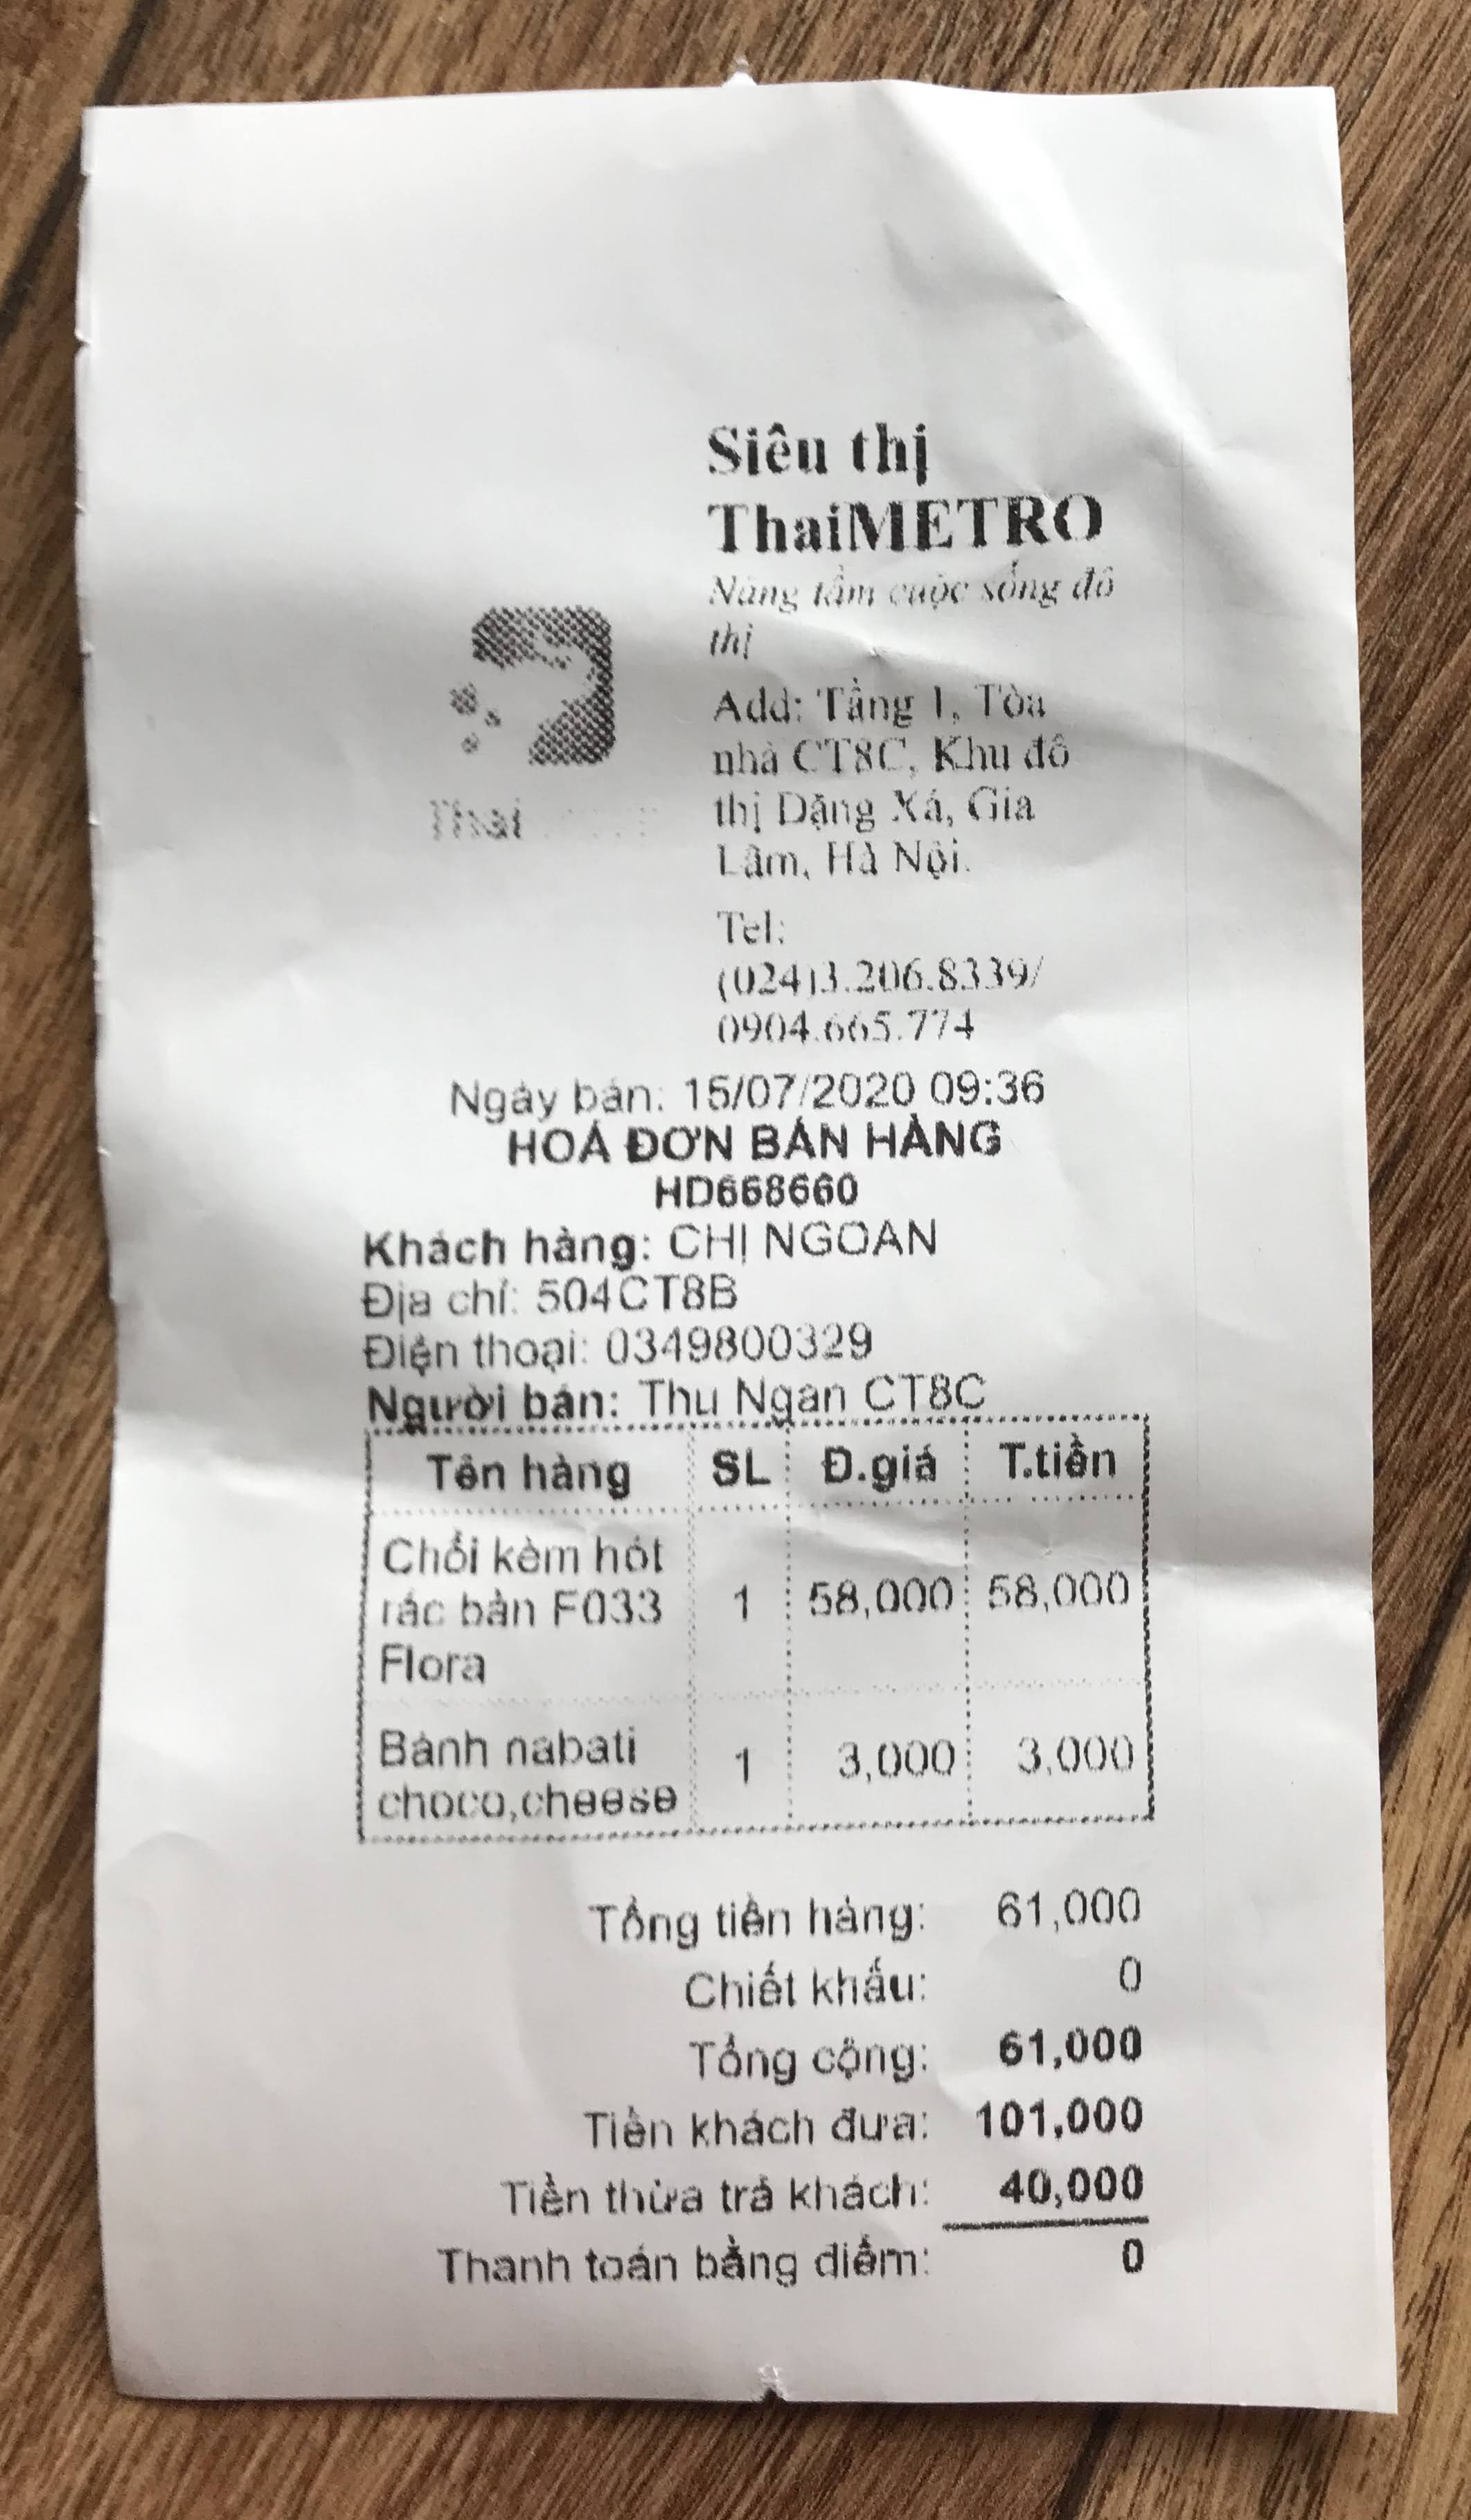 Siêu thị
ThaiMETRO
Nâng tầm cuộc sống đô
thị
Thai
Add: Tầng 1, Tòa
nhà CT8C, Khu đô
thị Đặng Xá, Gia
Lâm, Hà Nội.
Tel:
(024)3.206.8339/
0904.665.774
Ngày bán: 15/07/2020 09:36
HOÁ ĐƠN BÁN HÀNG
HD668660
Khách hàng: CHỊ NGOAN
Địa chỉ: 504CT8B
Điện thoại: 0349800329
Người bán: Thu Ngan CT8C
Tên hàng SL Đ.giá T.tiền
Chổi kèm hót
rác bàn F033 1 58,000 58,000
Flora
Bánh nabati
choco,cheese 1 3,000 3,000
Tổng tiền hàng: 61,000
Chiết khấu: 0
Tổng cộng: 61,000
Tiền khách đưa: 101,000
Tiền thừa trả khách: 40,000
Thanh toán bằng điểm: 0